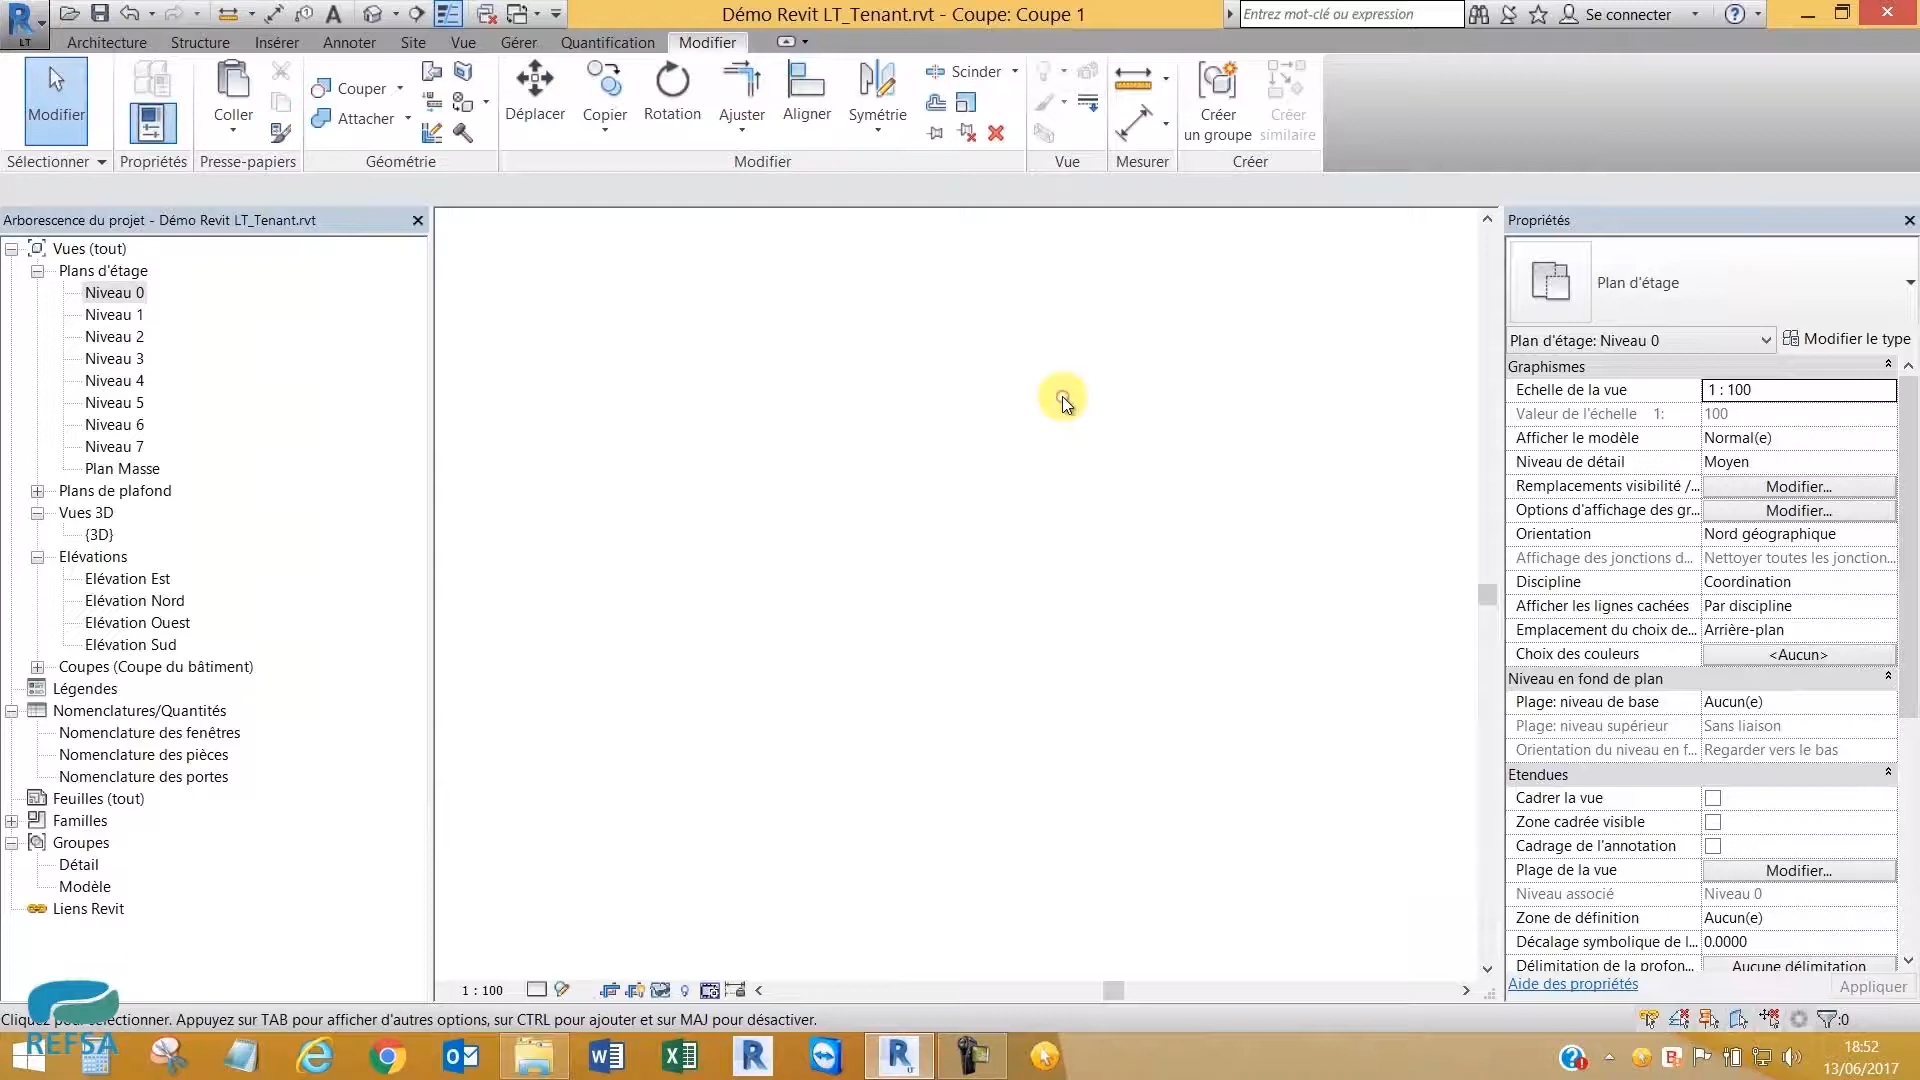 Démo Revit LT_Tenant.rvt - Coupe: Coupe 1
Entrez mot-clé ou expression
Se connecter
LT
Architecture Structure Insérer Annoter Site Vue Gérer Quantification Modifier
Modifier
Coller
Couper
Attacher
Déplacer
Copier
Rotation
Ajuster
Aligner
Symétrie
Scinder
Créer
un groupe
Créer
similaire
Sélectionner Propriétés Presse-papiers Géométrie Modifier Vue Mesurer Créer
Arborescence du projet - Démo Revit LT_Tenant.rvt
Vues (tout)
Plans d'étage
Niveau 0
Niveau 1
Niveau 2
Niveau 3
Niveau 4
Niveau 5
Niveau 6
Niveau 7
Plan Masse
Plans de plafond
Vues 3D
{3D}
Elévations
Elévation Est
Elévation Nord
Elévation Ouest
Elévation Sud
Coupes (Coupe du bâtiment)
Légendes
Nomenclatures/Quantités
Nomenclature des fenêtres
Nomenclature des pièces
Nomenclature des portes
Feuilles (tout)
Familles
Groupes
Détail
Modèle
Liens Revit
1 : 100
Propriétés
Plan d'étage
Plan d'étage: Niveau 0
Modifier le type
Graphismes
Echelle de la vue 1 : 100
Valeur de l'échelle 1: 100
Afficher le modèle Normal(e)
Niveau de détail Moyen
Remplacements visibilité /... Modifier...
Options d'affichage des gr... Modifier...
Orientation Nord géographique
Affichage des jonctions d... Nettoyer toutes les jonction...
Discipline Coordination
Afficher les lignes cachées Par discipline
Emplacement du choix de... Arrière-plan
Choix des couleurs <Aucun>
Niveau en fond de plan
Plage: niveau de base Aucun(e)
Plage: niveau supérieur Sans liaison
Orientation du niveau en f... Regarder vers le bas
Etendues
Cadrer la vue
Zone cadrée visible
Cadrage de l'annotation
Plage de la vue Modifier...
Niveau associé Niveau 0
Zone de définition Aucun(e)
Décalage symbolique de l... 0.0000
Délimitation de la profon... Aucune délimitation
Aide des propriétés
Appliquer
Cliquez pour sélectionner. Appuyez sur TAB pour afficher d'autres options, sur CTRL pour ajouter et sur MAJ pour désactiver.
:0
REFSA
18:52
13/06/2017